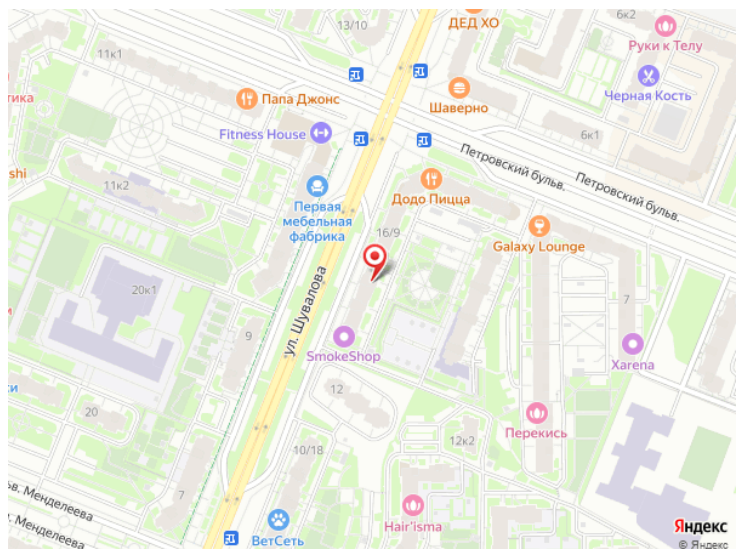 13/10
6к2
ДЕД ХО
Руки к Телу
11к1
Папа Джонс
Шаверно
Черная Кость
Fitness House
6к1
Петровский бульв.
Петровский бульв.
11к2
Первая
мебельная
фабрика
Додо Пицца
16/9
Galaxy Lounge
20к1
ул. Шувалова
7
9
SmokeShop
Xarena
12
20
Перекись
12к2
10/18
7
Менделеева
Менделеева
Hair'isma
ВетСеть
Яндекс
© Яндекс